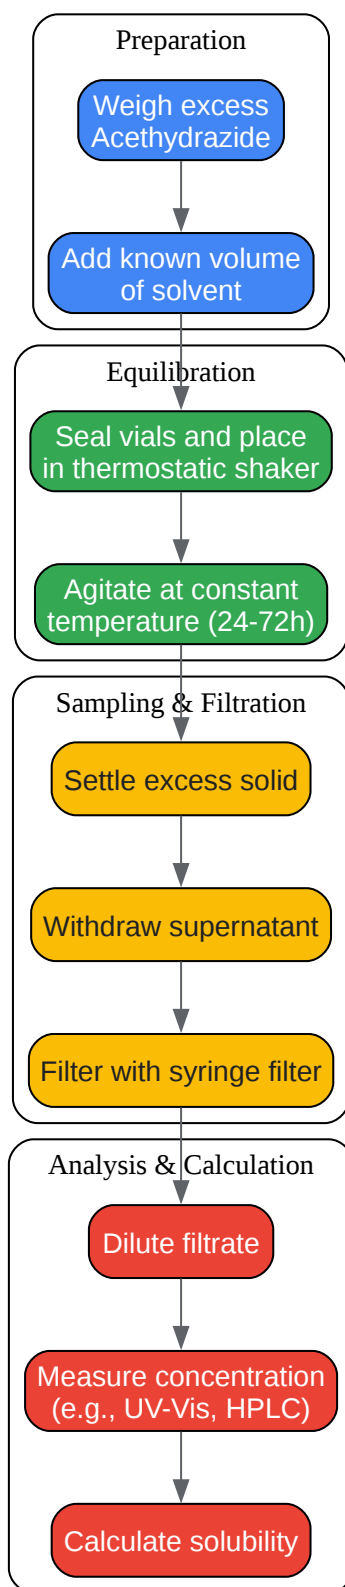 Preparation
Weigh excess
Acethydrazide
Add known volume
of solvent
Equilibration
Seal vials and place
in thermostatic shaker
Agitate at constant
temperature (24-72h)
Sampling & Filtration
Settle excess solid
Withdraw supernatant
Filter with syringe filter
Analysis & Calculation
Dilute filtrate
Measure concentration
(e.g., UV-Vis, HPLC)
Calculate solubility